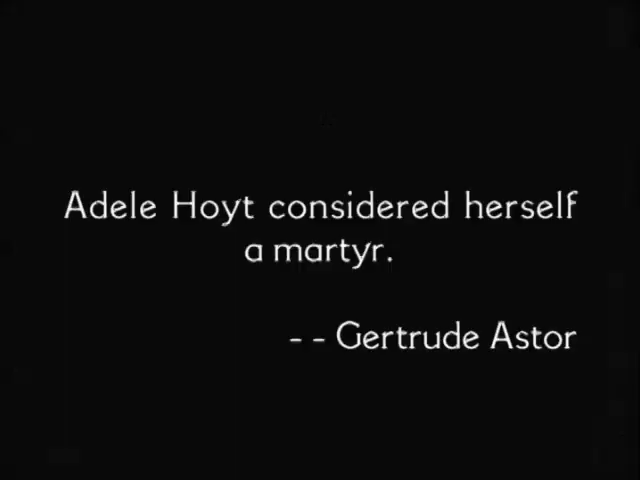 Adele Hoyt considered herself
a martyr.
-- Gertrude Astor